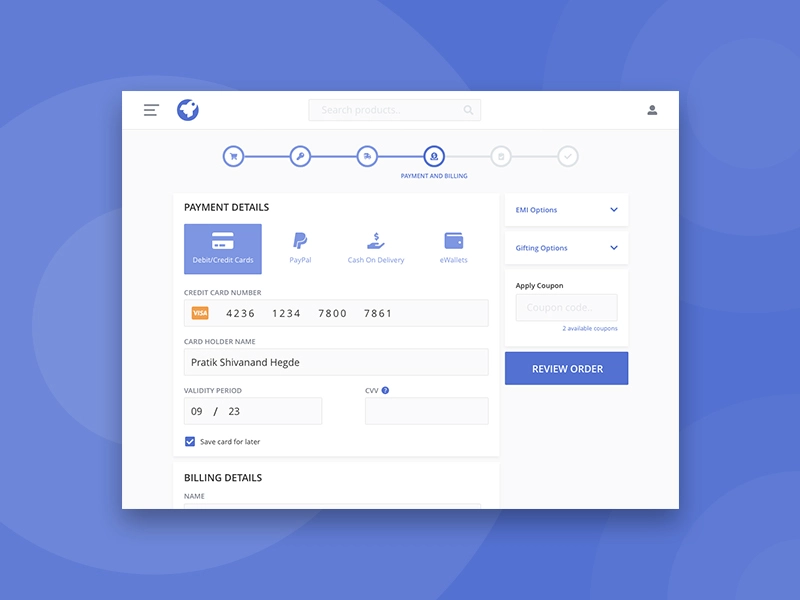 Search products..
PAYMENT AND BILLING
PAYMENT DETAILS
Debit/Credit Cards
PayPal
Cash On Delivery
eWallets
CREDIT CARD NUMBER
VISA 4236 1234 7800 7861
CARD HOLDER NAME
Pratik Shivanand Hegde
VALIDITY PERIOD
09 / 23
CVV ?
Save card for later
BILLING DETAILS
NAME
EMI Options
Gifting Options
Apply Coupon
Coupon code..
2 available coupons
REVIEW ORDER